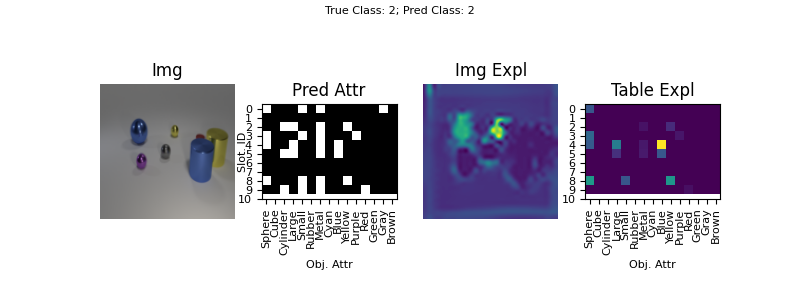 True Class: 2; Pred Class: 2
Img
Pred Attr
Img Expl
Table Expl
Slot. ID
0
1
2
3
4
5
6
7
8
9
10
Sphere
Cube
Cylinder
Large
Small
Rubber
Metal
Cyan
Blue
Yellow
Purple
Red
Green
Gray
Brown
Obj. Attr
0
1
2
3
4
5
6
7
8
9
10
Sphere
Cube
Cylinder
Large
Small
Rubber
Metal
Cyan
Blue
Yellow
Purple
Red
Green
Gray
Brown
Obj. Attr